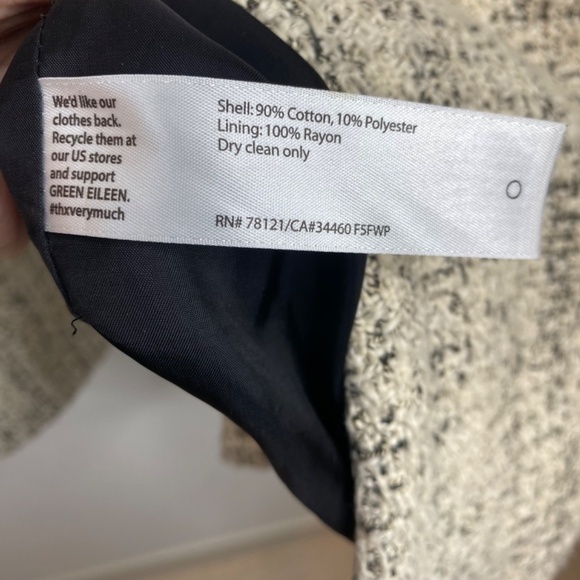 We'd like our
clothes back.
Recycle them at
our US stores
and support
GREEN EILEEN.
#thxverymuch
Shell: 90% Cotton, 10% Polyester
Lining: 100% Rayon
Dry clean only
RN# 78121/CA#34460 F5FWP